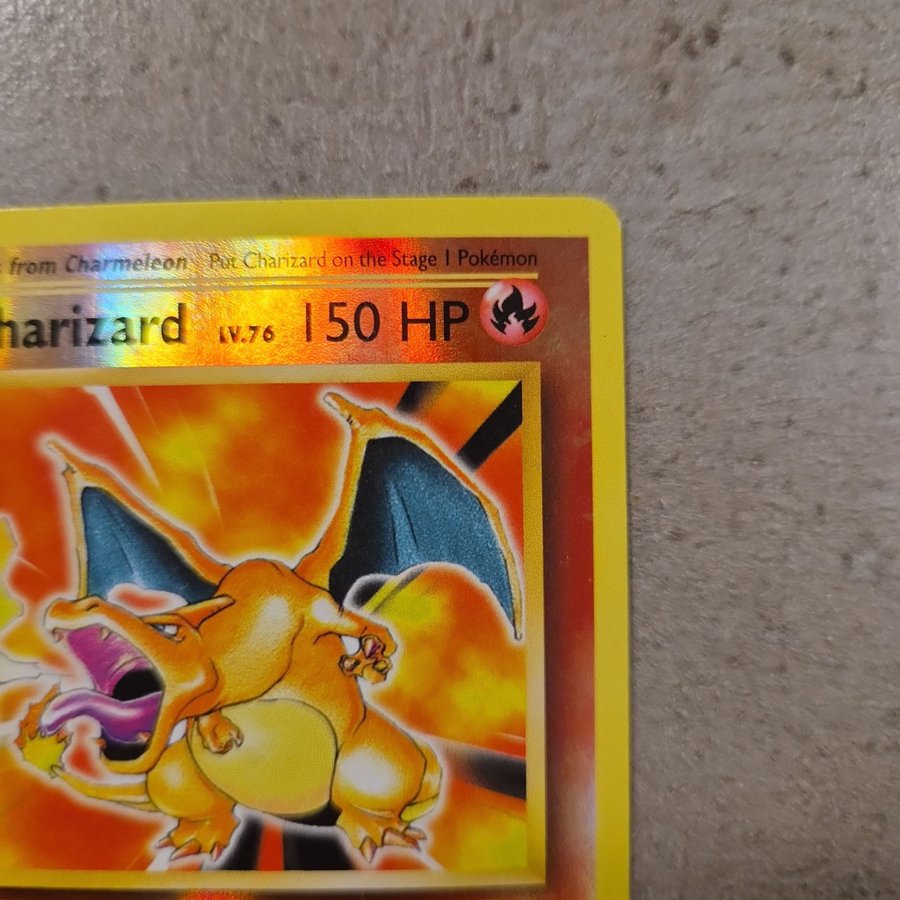 from Charmeleon Put Charizard on the Stage 1 Pokémon
harizard LV.76 150 HP